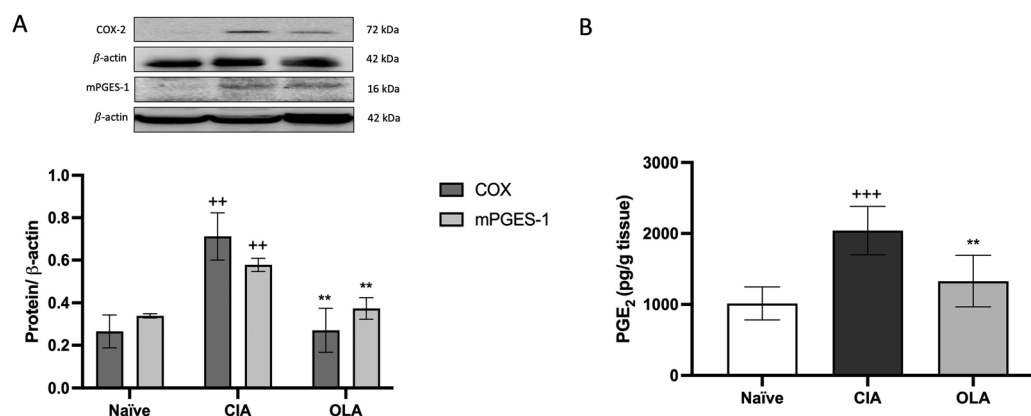 A
COX-2 72 kDa
β-actin 42 kDa
mPGES-1 16 kDa
β-actin 42 kDa
Protein/ β-actin
1.0
0.8
0.6
0.4
0.2
0.0
++
++
**
**
Naïve CIA OLA
COX
mPGES-1
B
PGE₂ (pg/g tissue)
3000
2000
1000
0
+++
**
Naïve CIA OLA